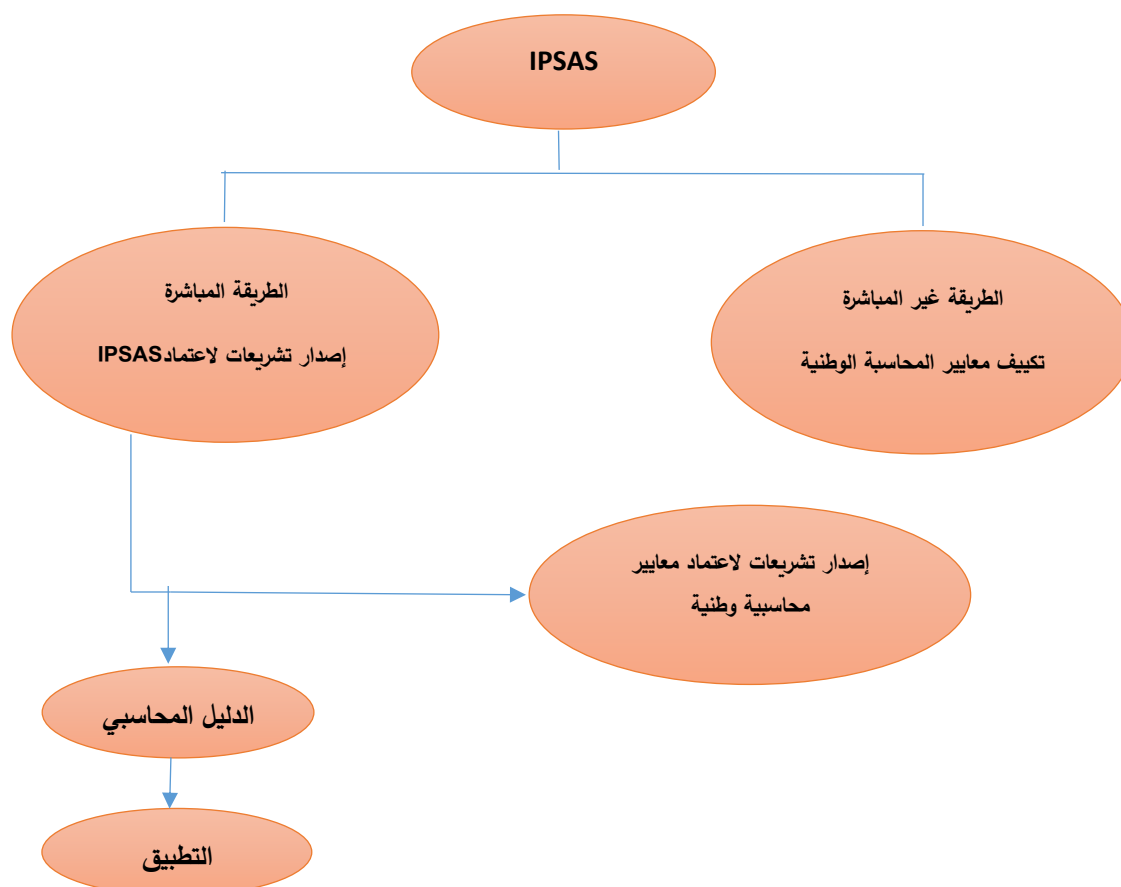 IPSAS
الطريقة غير المباشرة
تكييف معايير المحاسبة الوطنية
الطريقة المباشرة
إصدار تشريعات لاعتمادIPSAS
إصدار تشريعات لاعتماد معايير
محاسبية وطنية
الدليل المحاسبي
التطبيق